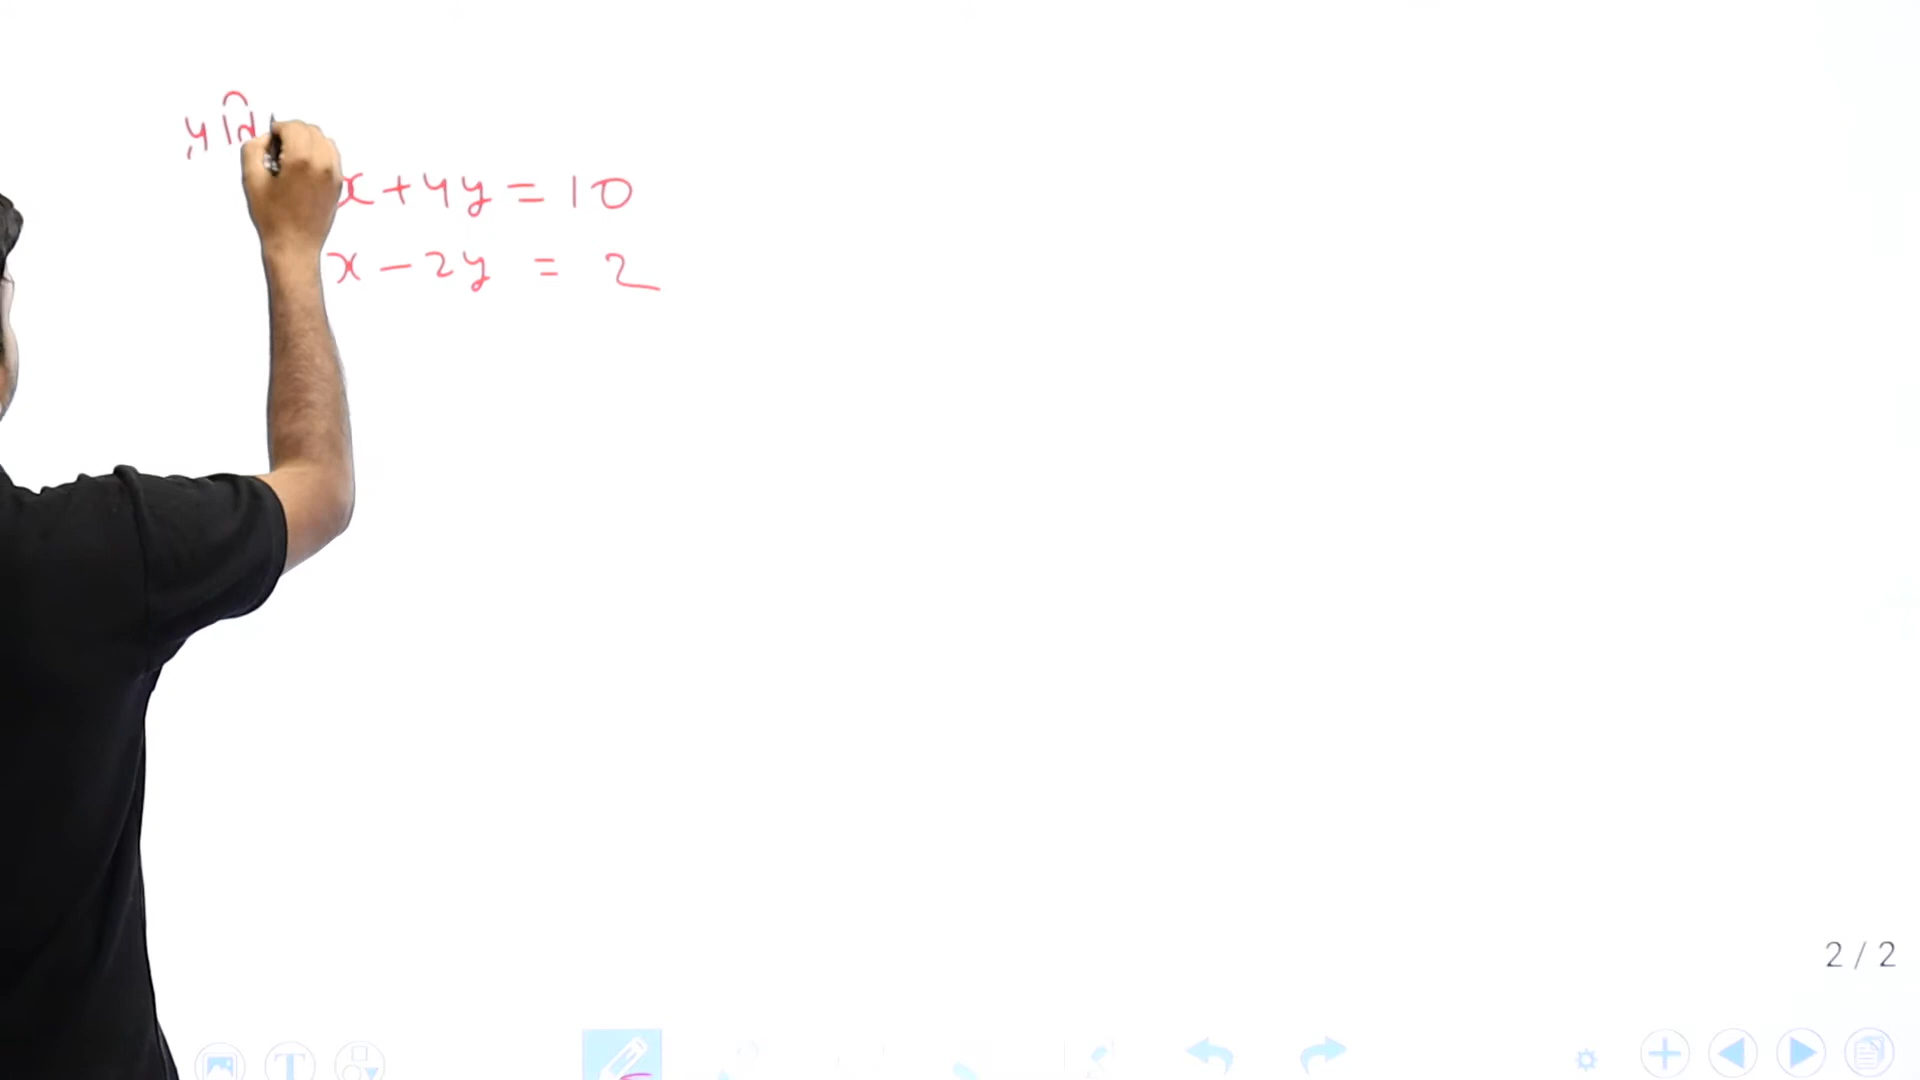 x + 4y = 10
x - 2y = 2
2 / 2
T